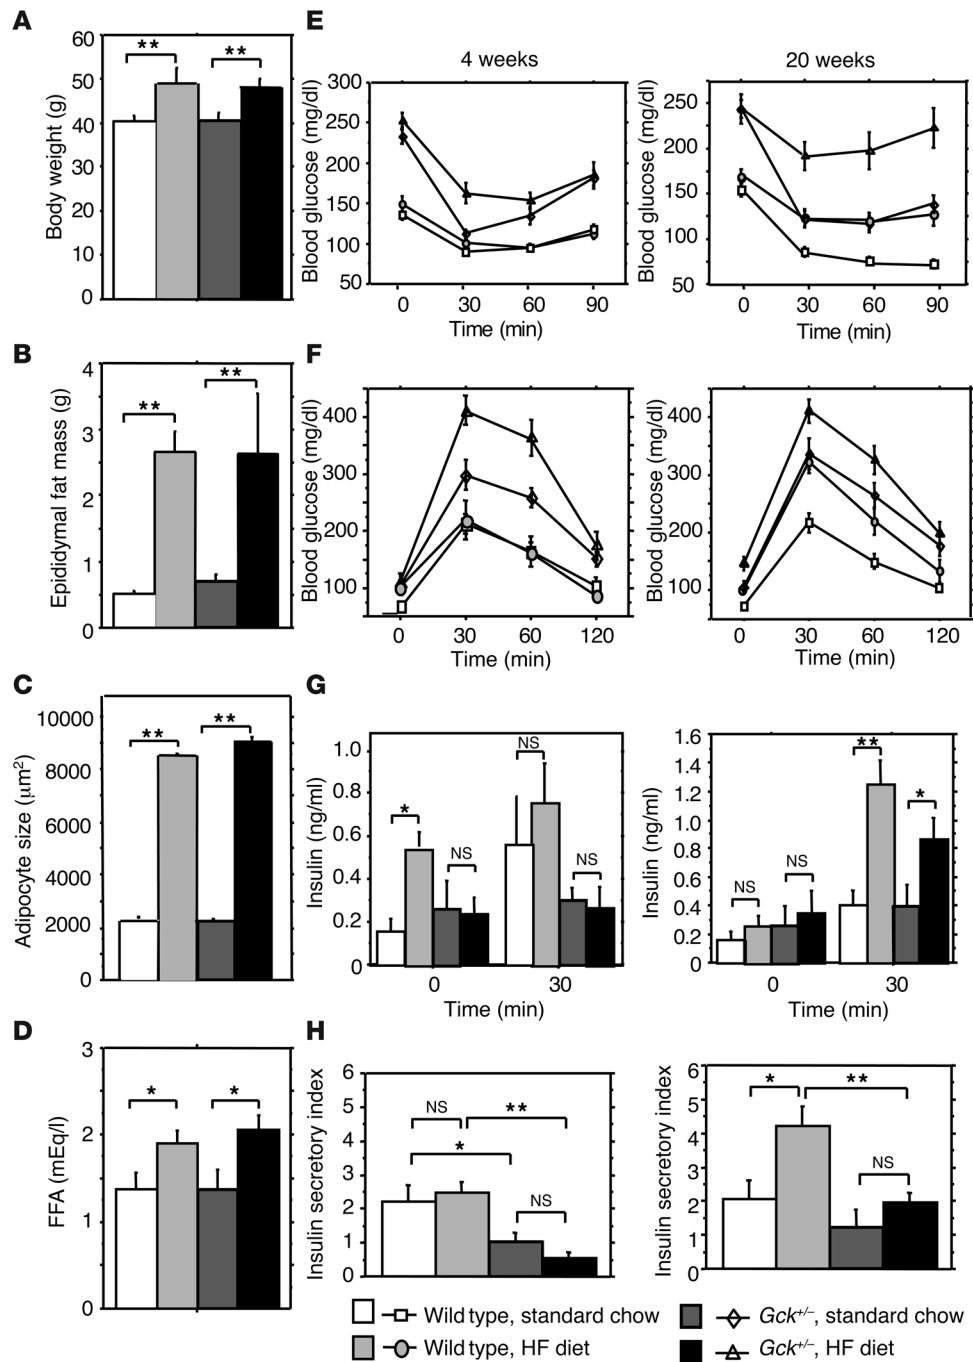 A
Body weight (g)
60
50
40
30
20
10
0
**
**
B
Epididymal fat mass (g)
4
3
2
1
0
**
**
C
Adipocyte size (μm²)
10000
8000
6000
4000
2000
0
**
**
D
FFA (mEq/l)
3
2
1
0
*
*
E
4 weeks
Blood glucose (mg/dl)
300
250
200
150
100
50
0 30 60 90
Time (min)
20 weeks
Blood glucose (mg/dl)
250
200
150
100
50
0 30 60 90
Time (min)
F
Blood glucose (mg/dl)
400
300
200
100
0 30 60 120
Time (min)
Blood glucose (mg/dl)
400
300
200
100
0 30 60 120
Time (min)
G
Insulin (ng/ml)
1.0
0.8
0.6
0.4
0.2
0
*
NS
NS
NS
0 30
Time (min)
Insulin (ng/ml)
1.6
1.4
1.2
1.0
0.8
0.6
0.4
0.2
0
NS
NS
**
*
0 30
Time (min)
H
Insulin secretory index
6
5
4
3
2
1
0
NS
**
*
NS
Insulin secretory index
6
5
4
3
2
1
0
*
**
NS
Wild type, standard chow
Wild type, HF diet
Gck+/–, standard chow
Gck+/–, HF diet